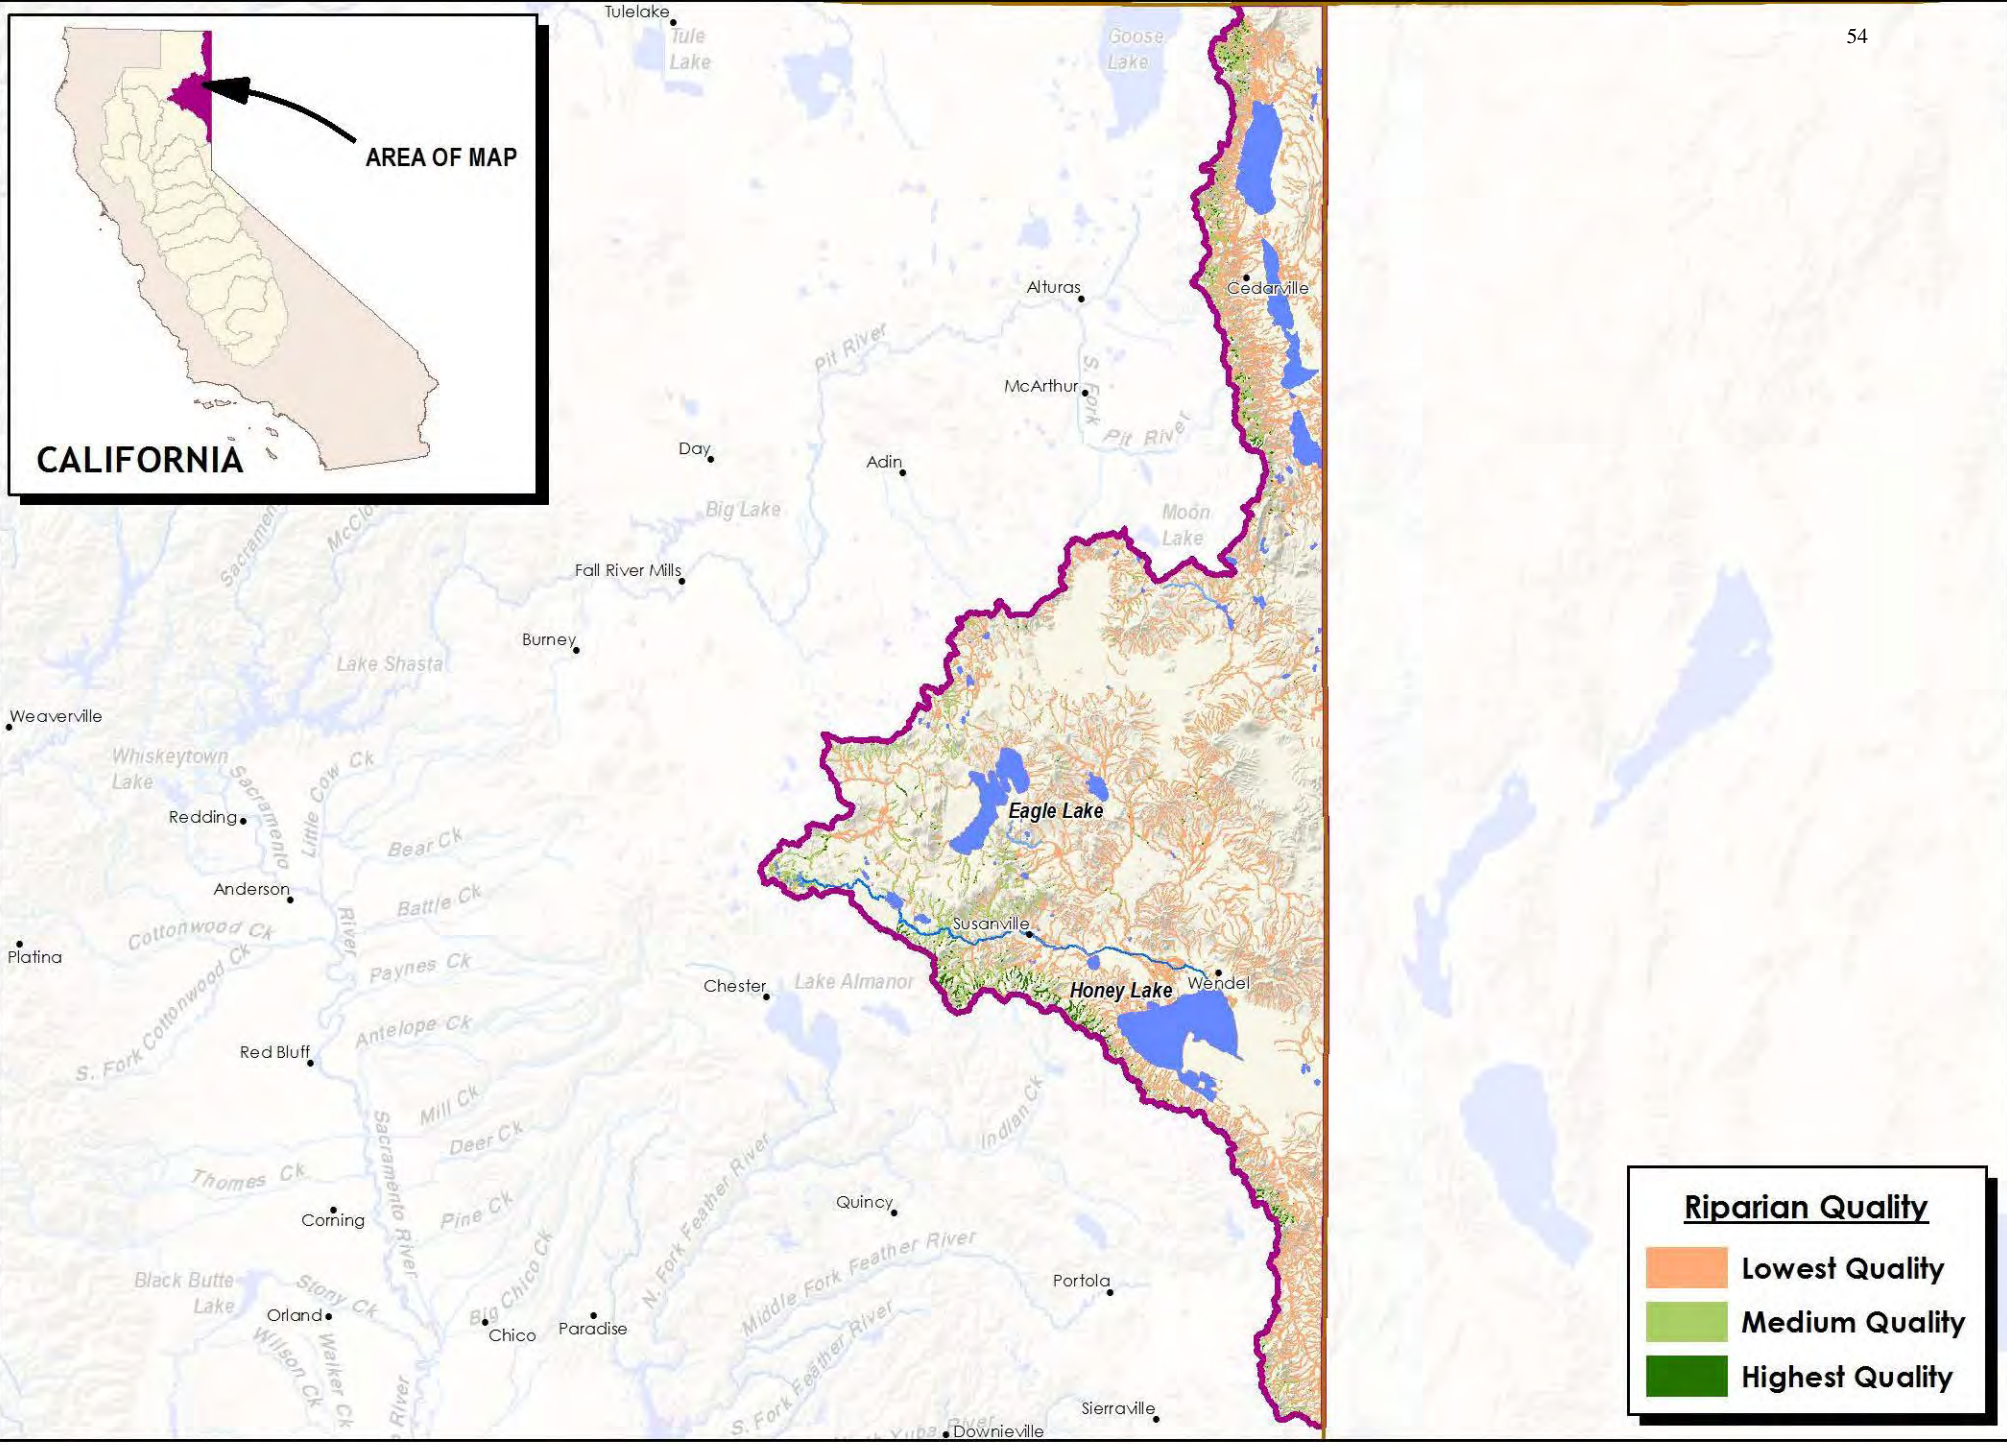 54
AREA OF MAP
CALIFORNIA
Tulelake
Tule
Lake
Goose
Lake
Alturas
Cedarville
Pit River
McArthur
S. Fork
Pit River
Day
Adin
Big Lake
Moon
Lake
Sacramen
McClo
Fall River Mills
Burney
Lake Shasta
Weaverville
Whiskeytown
Lake
Little Cow Ck
Sacramento
River
Redding
Eagle Lake
Bear Ck
Anderson
Battle Ck
Cottonwood Ck
Susanville
Platina
S. Fork Cottonwood Ck
Paynes Ck
Chester
Lake Almanor
Honey Lake
Wendel
Antelope Ck
Red Bluff
Mill Ck
Indian Ck
Deer Ck
Sacramento River
Thomes Ck
N. Fork Feather River
Corning
Pine Ck
Quincy
Middle Fork Feather River
Black Butte
Lake
Stony Ck
Big Chico Ck
Portola
Orland
Chico
Paradise
Wilson Ck
Walker Ck
River
S. Fork Feather River
Sierraville
Yuba River
Downieville
Riparian Quality
Lowest Quality
Medium Quality
Highest Quality